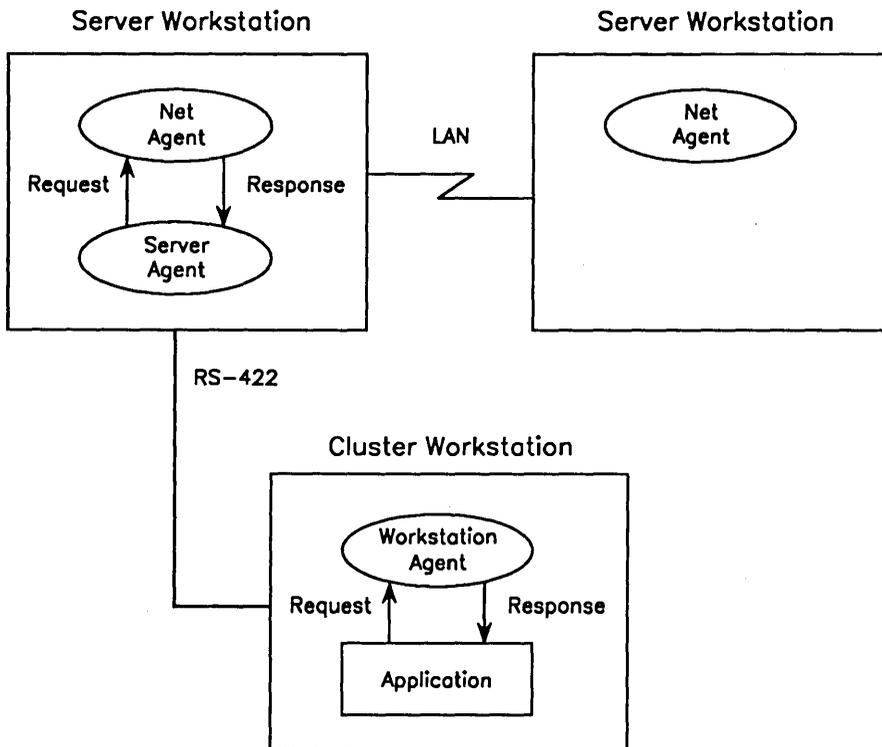 Server Workstation
Server Workstation
Net
Agent
Net
Agent
LAN
Request
Response
Server
Agent
RS-422
Cluster Workstation
Workstation
Agent
Request
Response
Application